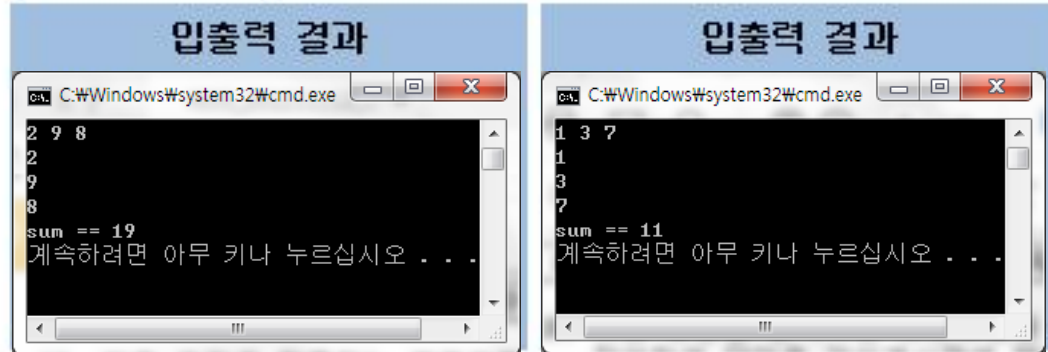 입출력 결과
C:₩Windows₩system32₩cmd.exe
2 9 8
2
9
8
sum == 19
계속하려면 아무 키나 누르십시오 . . .
입출력 결과
C:₩Windows₩system32₩cmd.exe
1 3 7
1
3
7
sum == 11
계속하려면 아무 키나 누르십시오 . . .